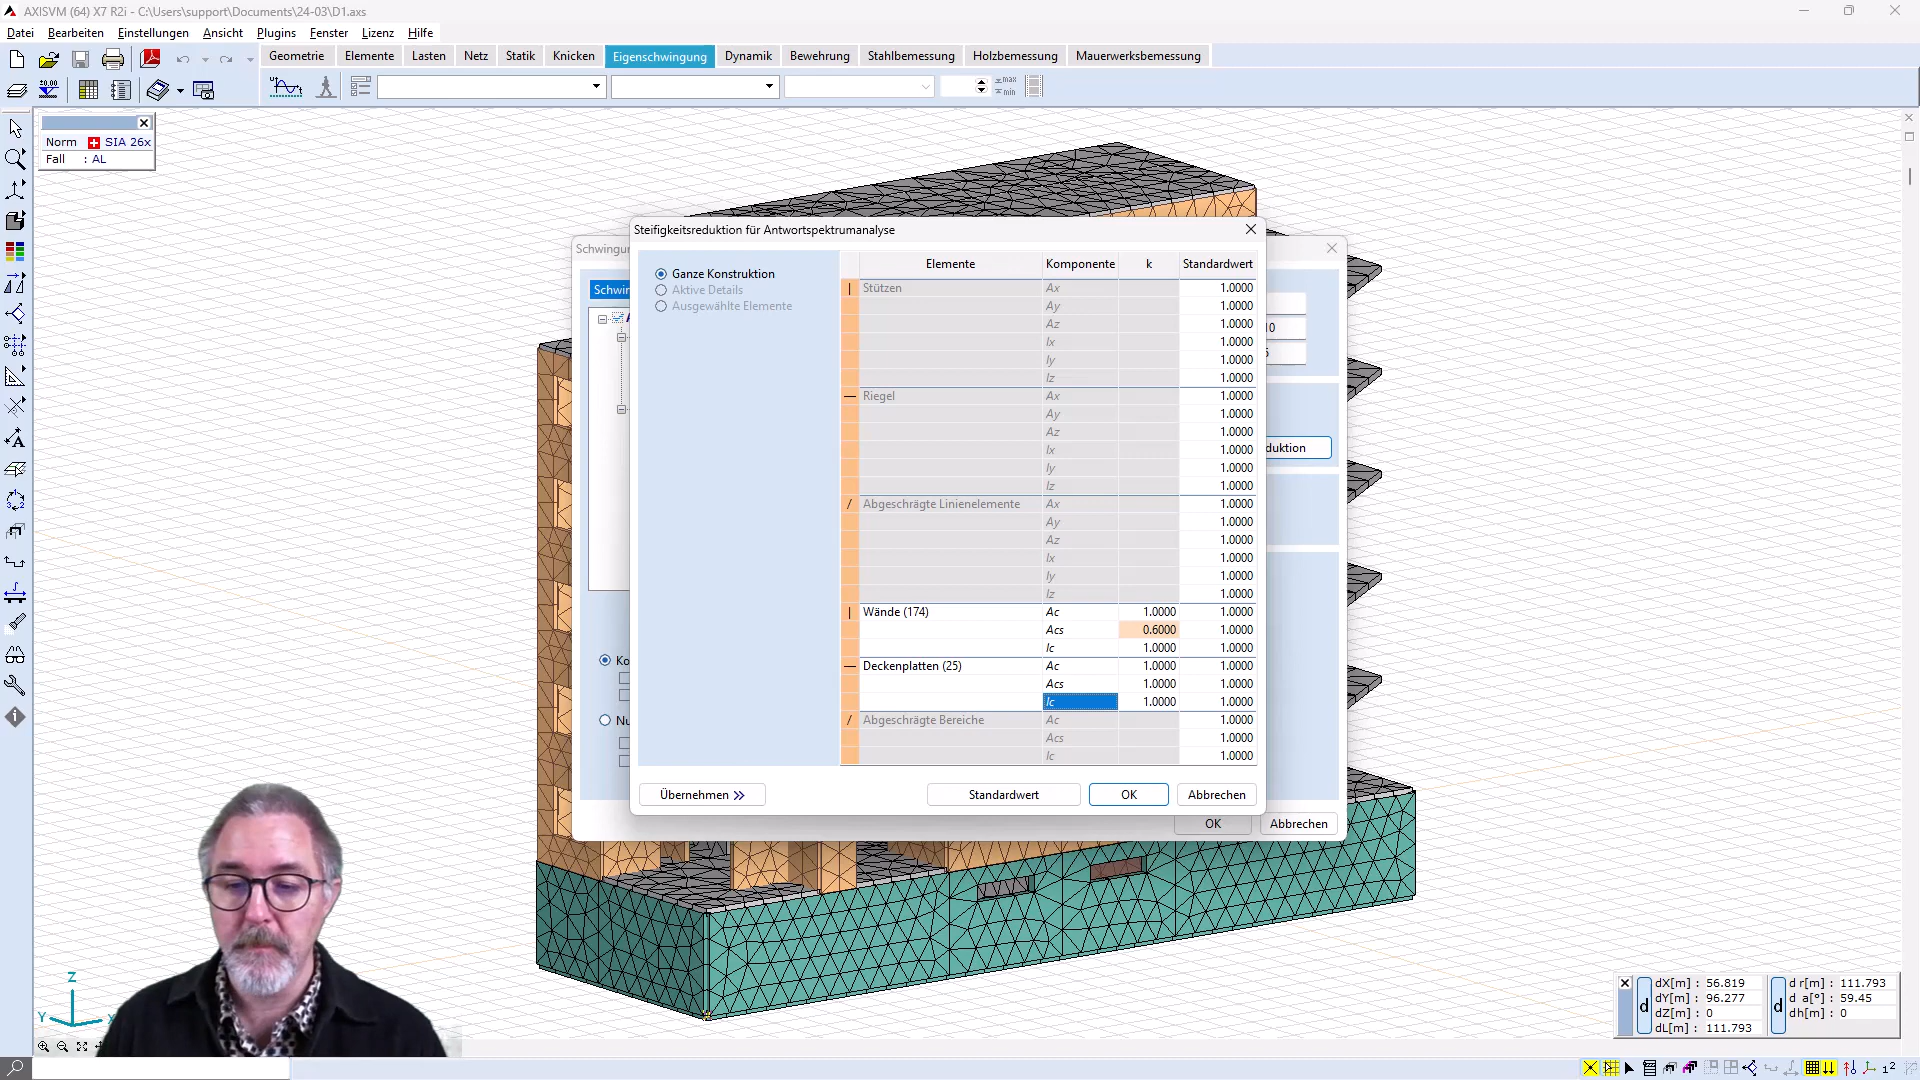 AXISVM (64) X7 R2i - C:\Users\support\Documents\24-03\D1.axs
Datei Bearbeiten Einstellungen Ansicht Plugins Fenster Lizenz Hilfe
Geometrie Elemente Lasten Netz Statik Knicken Eigenschwingung Dynamik Bewehrung Stahlbemessung Holzbemessung Mauerwerksbemessung
max
min
Norm SIA 26x
Fall : AL
Steifigkeitsreduktion für Antwortspektrumanalyse
Ganze Konstruktion
Aktive Details
Ausgewählte Elemente
Elemente Komponente k Standardwert
Stützen Ax 1.0000
Ay 1.0000
Az 1.0000
Ix 1.0000
Iy 1.0000
Iz 1.0000
Riegel Ax 1.0000
Ay 1.0000
Az 1.0000
Ix 1.0000
Iy 1.0000
Iz 1.0000
Abgeschrägte Linienelemente Ax 1.0000
Ay 1.0000
Az 1.0000
Ix 1.0000
Iy 1.0000
Iz 1.0000
Wände (174) Ac 1.0000 1.0000
Acs 0.6000 1.0000
Ic 1.0000 1.0000
Deckenplatten (25) Ac 1.0000 1.0000
Acs 1.0000 1.0000
Ic 1.0000 1.0000
Abgeschrägte Bereiche Ac 1.0000
Acs 1.0000
Ic 1.0000
Übernehmen Standardwert OK Abbrechen
Schwingun
Schwin
Ko
Nu
duktion
OK Abbrechen
Z
Y
X
dX[m] : 56.819
dY[m] : 96.277
dZ[m] : 0
dL[m] : 111.793
d r[m] : 111.793
d a[°] : 59.45
dh[m] : 0